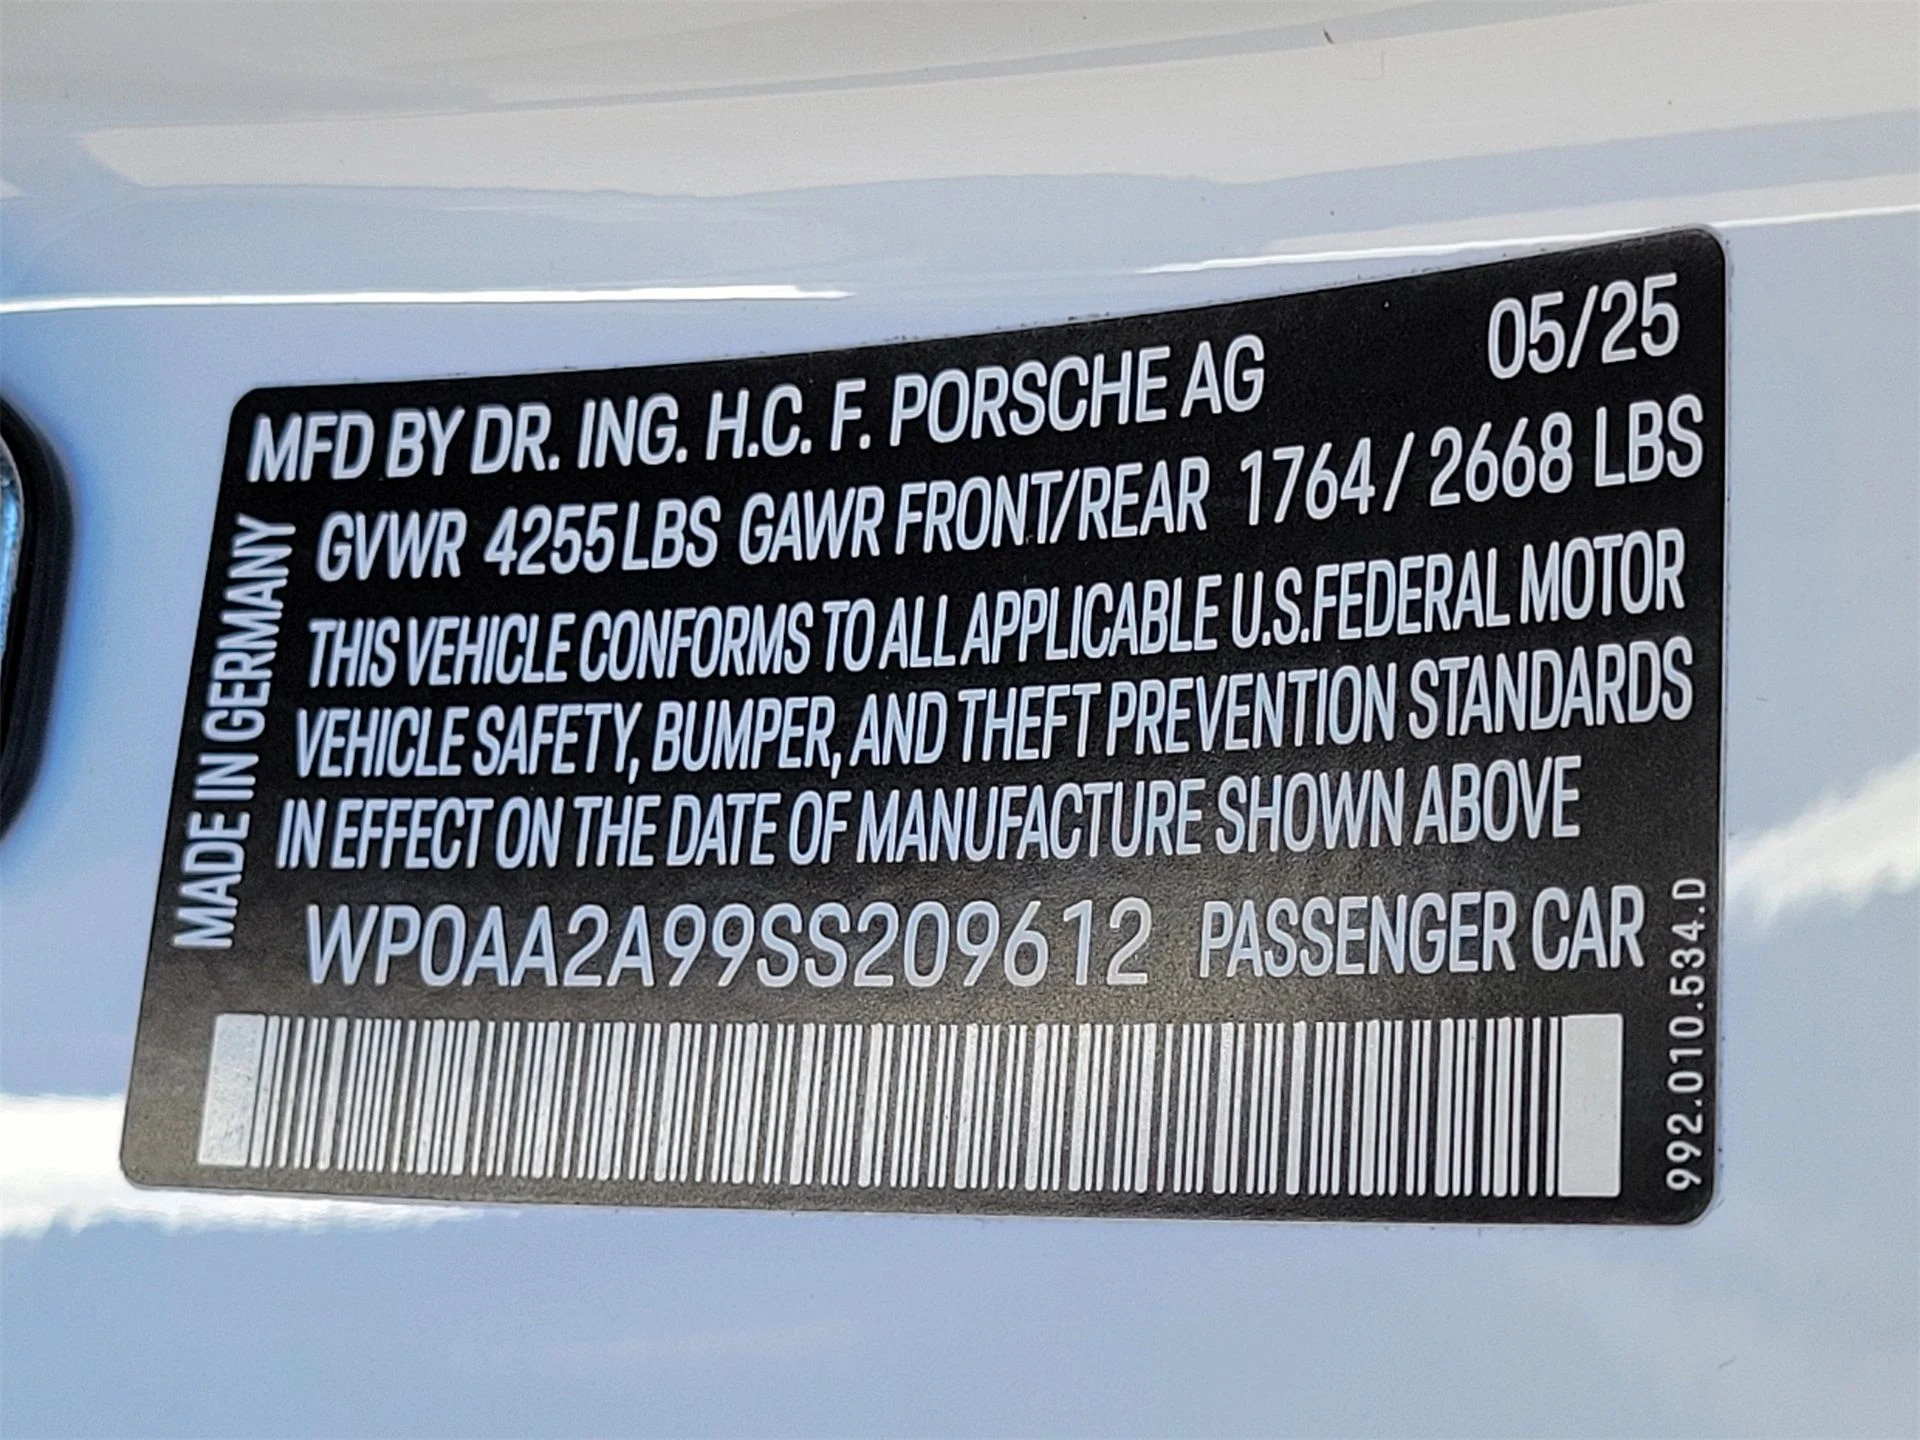 MFD BY DR. ING. H.C. F. PORSCHE AG 05/25
GVWR 4255 LBS GAWR FRONT/REAR 1764 / 2668 LBS
THIS VEHICLE CONFORMS TO ALL APPLICABLE U.S. FEDERAL MOTOR
VEHICLE SAFETY, BUMPER, AND THEFT PREVENTION STANDARDS
IN EFFECT ON THE DATE OF MANUFACTURE SHOWN ABOVE
WP0AA2A99SS209612 PASSENGER CAR
MADE IN GERMANY
992.010.534.D